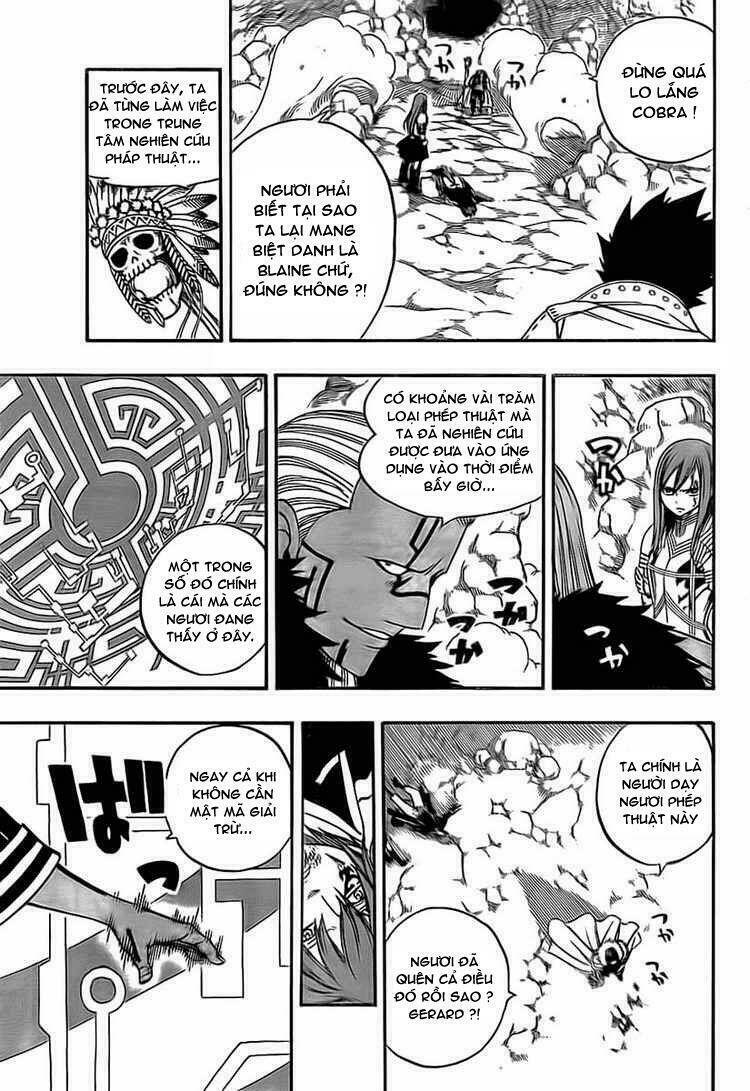 ĐỪNG QUÁ
LO LẮNG
COBRA !
NGƯƠI PHẢI
BIẾT TẠI SAO
TA LẠI MANG
BIỆT DANH LÀ
BLAINE CHỨ,
ĐÚNG KHÔNG ?!
TRƯỚC ĐÂY, TA
ĐÃ TỪNG LÀM VIỆC
TRONG TRUNG
TÂM NGHIÊN CỨU
PHÁP THUẬT...
CÓ KHOẢNG VÀI TRĂM
LOẠI PHÉP THUẬT MÀ
TA ĐÃ NGHIÊN CỨU
ĐƯỢC ĐƯA VÀO ỨNG
DỤNG VÀO THỜI ĐIỂM
BẤY GIỜ...
MỘT TRONG
SỐ ĐÓ CHÍNH
LÀ CÁI MÀ CÁC
NGƯƠI ĐANG
THẤY Ở ĐÂY.
TA CHÍNH LÀ
NGƯỜI DẠY
NGƯƠI PHÉP
THUẬT NÀY
NGƯƠI ĐÃ
QUÊN CẢ ĐIỀU
ĐÓ RỒI SAO ?
GERARD ?!
NGAY CẢ KHI
KHÔNG CẦN
MẬT MÃ GIẢI
TRỪ...
ばっ